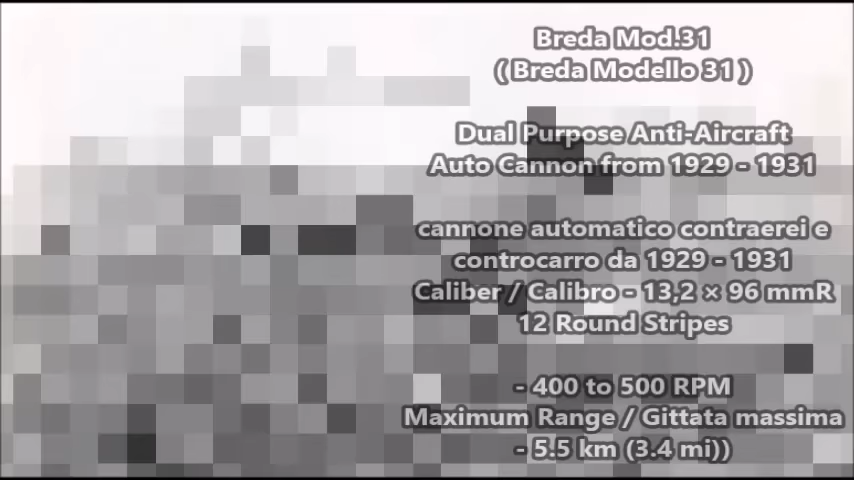 Breda Mod.31
( Breda Modello 31 )
Dual Purpose Anti-Aircraft
Auto Cannon from 1929 - 1931
cannone automatico contraerei e
controcarro da 1929 - 1931
Caliber / Calibro - 13,2 × 96 mmR
12 Round Stripes
- 400 to 500 RPM
Maximum Range / Gittata massima
- 5.5 km (3.4 mi))